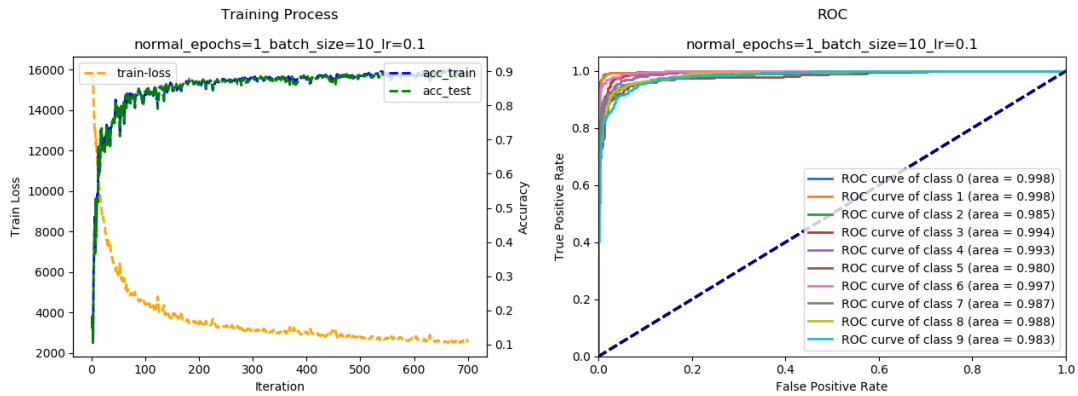 Training Process
normal_epochs=1_batch_size=10_lr=0.1
16000
14000
12000
10000
8000
6000
4000
2000
Train Loss
train-loss
acc_train
acc_test
0.9
0.8
0.7
0.6
0.5
0.4
0.3
0.2
0.1
Accuracy
0 100 200 300 400 500 600 700
Iteration
ROC
normal_epochs=1_batch_size=10_lr=0.1
1.0
0.8
0.6
0.4
0.2
0.0
True Positive Rate
ROC curve of class 0 (area = 0.998)
ROC curve of class 1 (area = 0.998)
ROC curve of class 2 (area = 0.985)
ROC curve of class 3 (area = 0.994)
ROC curve of class 4 (area = 0.993)
ROC curve of class 5 (area = 0.980)
ROC curve of class 6 (area = 0.997)
ROC curve of class 7 (area = 0.987)
ROC curve of class 8 (area = 0.988)
ROC curve of class 9 (area = 0.983)
0.0 0.2 0.4 0.6 0.8 1.0
False Positive Rate